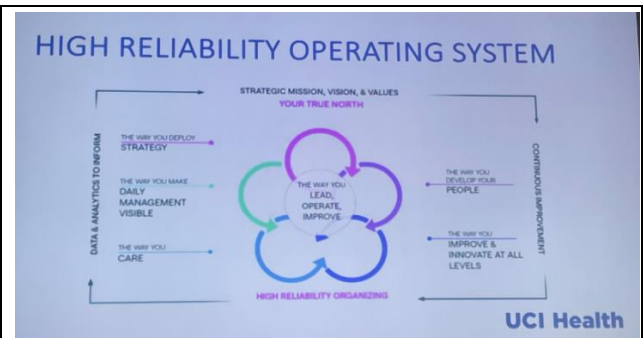 HIGH RELIABILITY OPERATING SYSTEM
STRATEGIC MISSION, VISION, & VALUES
YOUR TRUE NORTH
DATA & ANALYTICS TO INFORM
THE WAY YOU DEPLOY
STRATEGY
THE WAY YOU MAKE
DAILY
MANAGEMENT
VISIBLE
THE WAY YOU
CARE
THE WAY YOU
LEAD,
OPERATE,
IMPROVE
THE WAY YOU
DEVELOP YOUR
PEOPLE
THE WAY YOU
IMPROVE &
INNOVATE AT ALL
LEVELS
CONTINUOUS IMPROVEMENT
HIGH RELIABILITY ORGANIZING
UCI Health